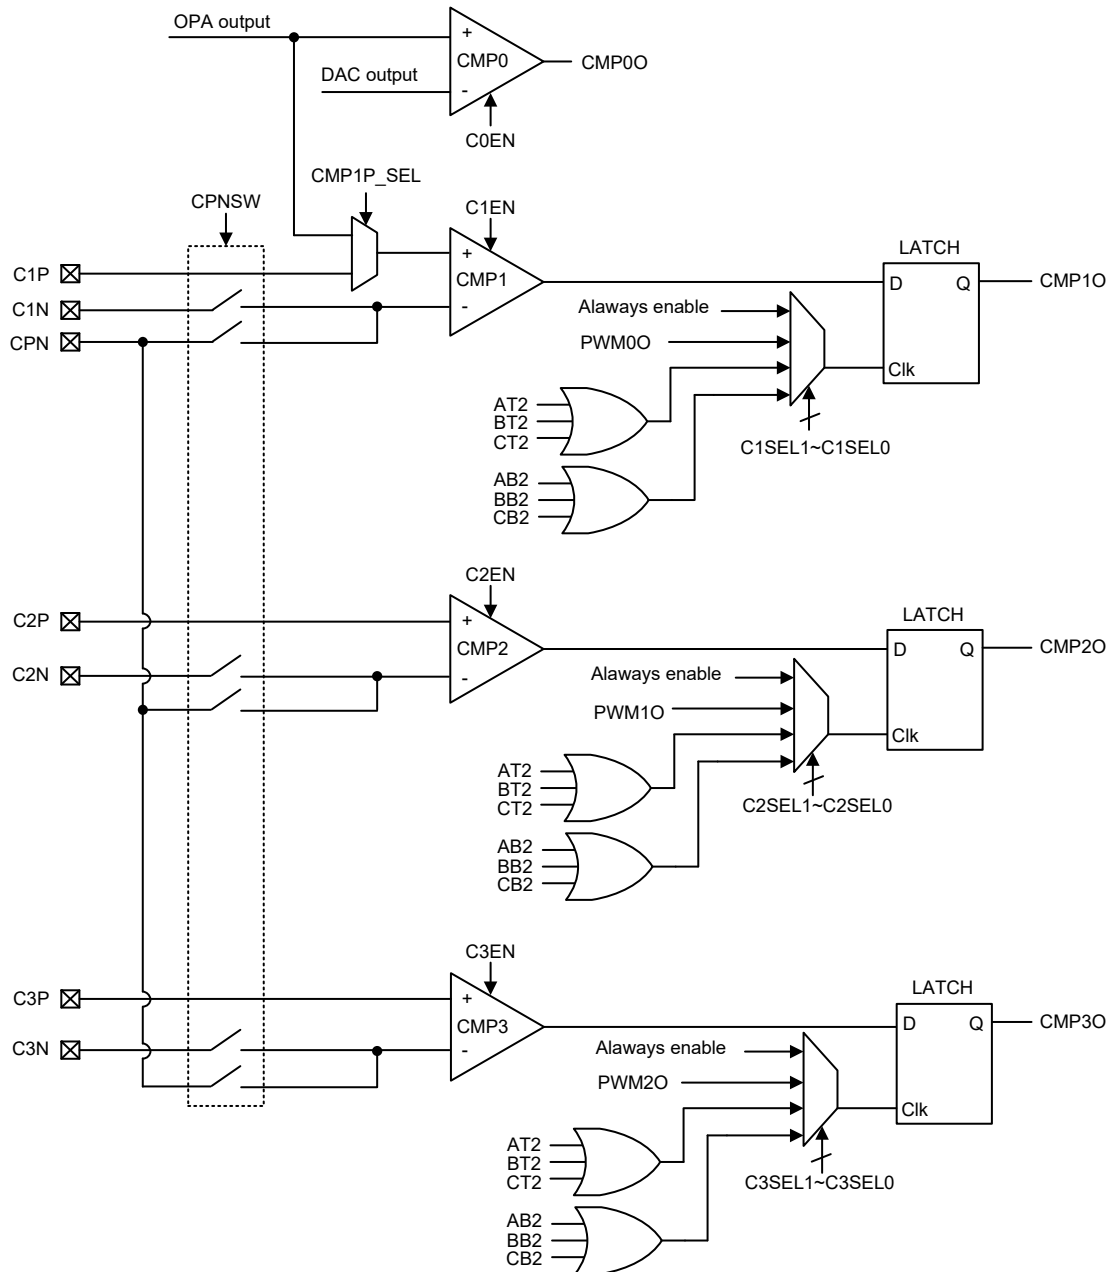 OPA output
+
CMP0
-
CMP0O
DAC output
C0EN
CMP1P_SEL
CPNSW
C1EN
C1P
C1N
CPN
+
CMP1
-
LATCH
D
Q
Clk
CMP1O
Alaways enable
PWM0O
AT2
BT2
CT2
AB2
BB2
CB2
C1SEL1~C1SEL0
C2EN
C2P
C2N
+
CMP2
-
LATCH
D
Q
Clk
CMP2O
Alaways enable
PWM1O
AT2
BT2
CT2
AB2
BB2
CB2
C2SEL1~C2SEL0
C3EN
C3P
C3N
+
CMP3
-
LATCH
D
Q
Clk
CMP3O
Alaways enable
PWM2O
AT2
BT2
CT2
AB2
BB2
CB2
C3SEL1~C3SEL0